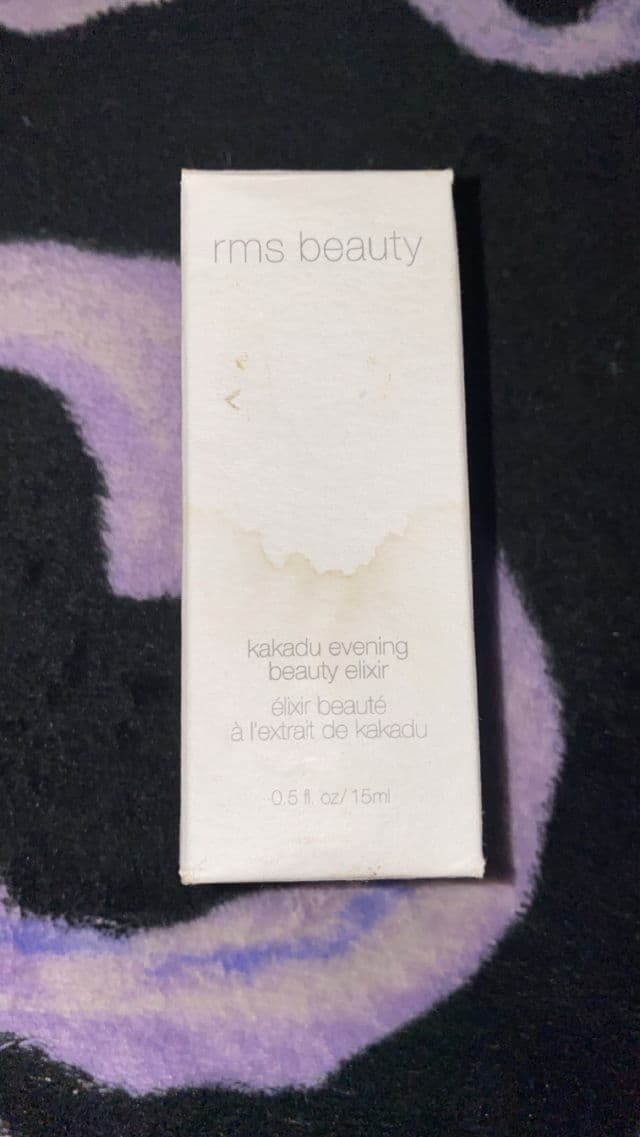 rms beauty
kakadu evening
beauty elixir
élixir beauté
à l'extrait de kakadu
0.5 fl. oz/ 15ml